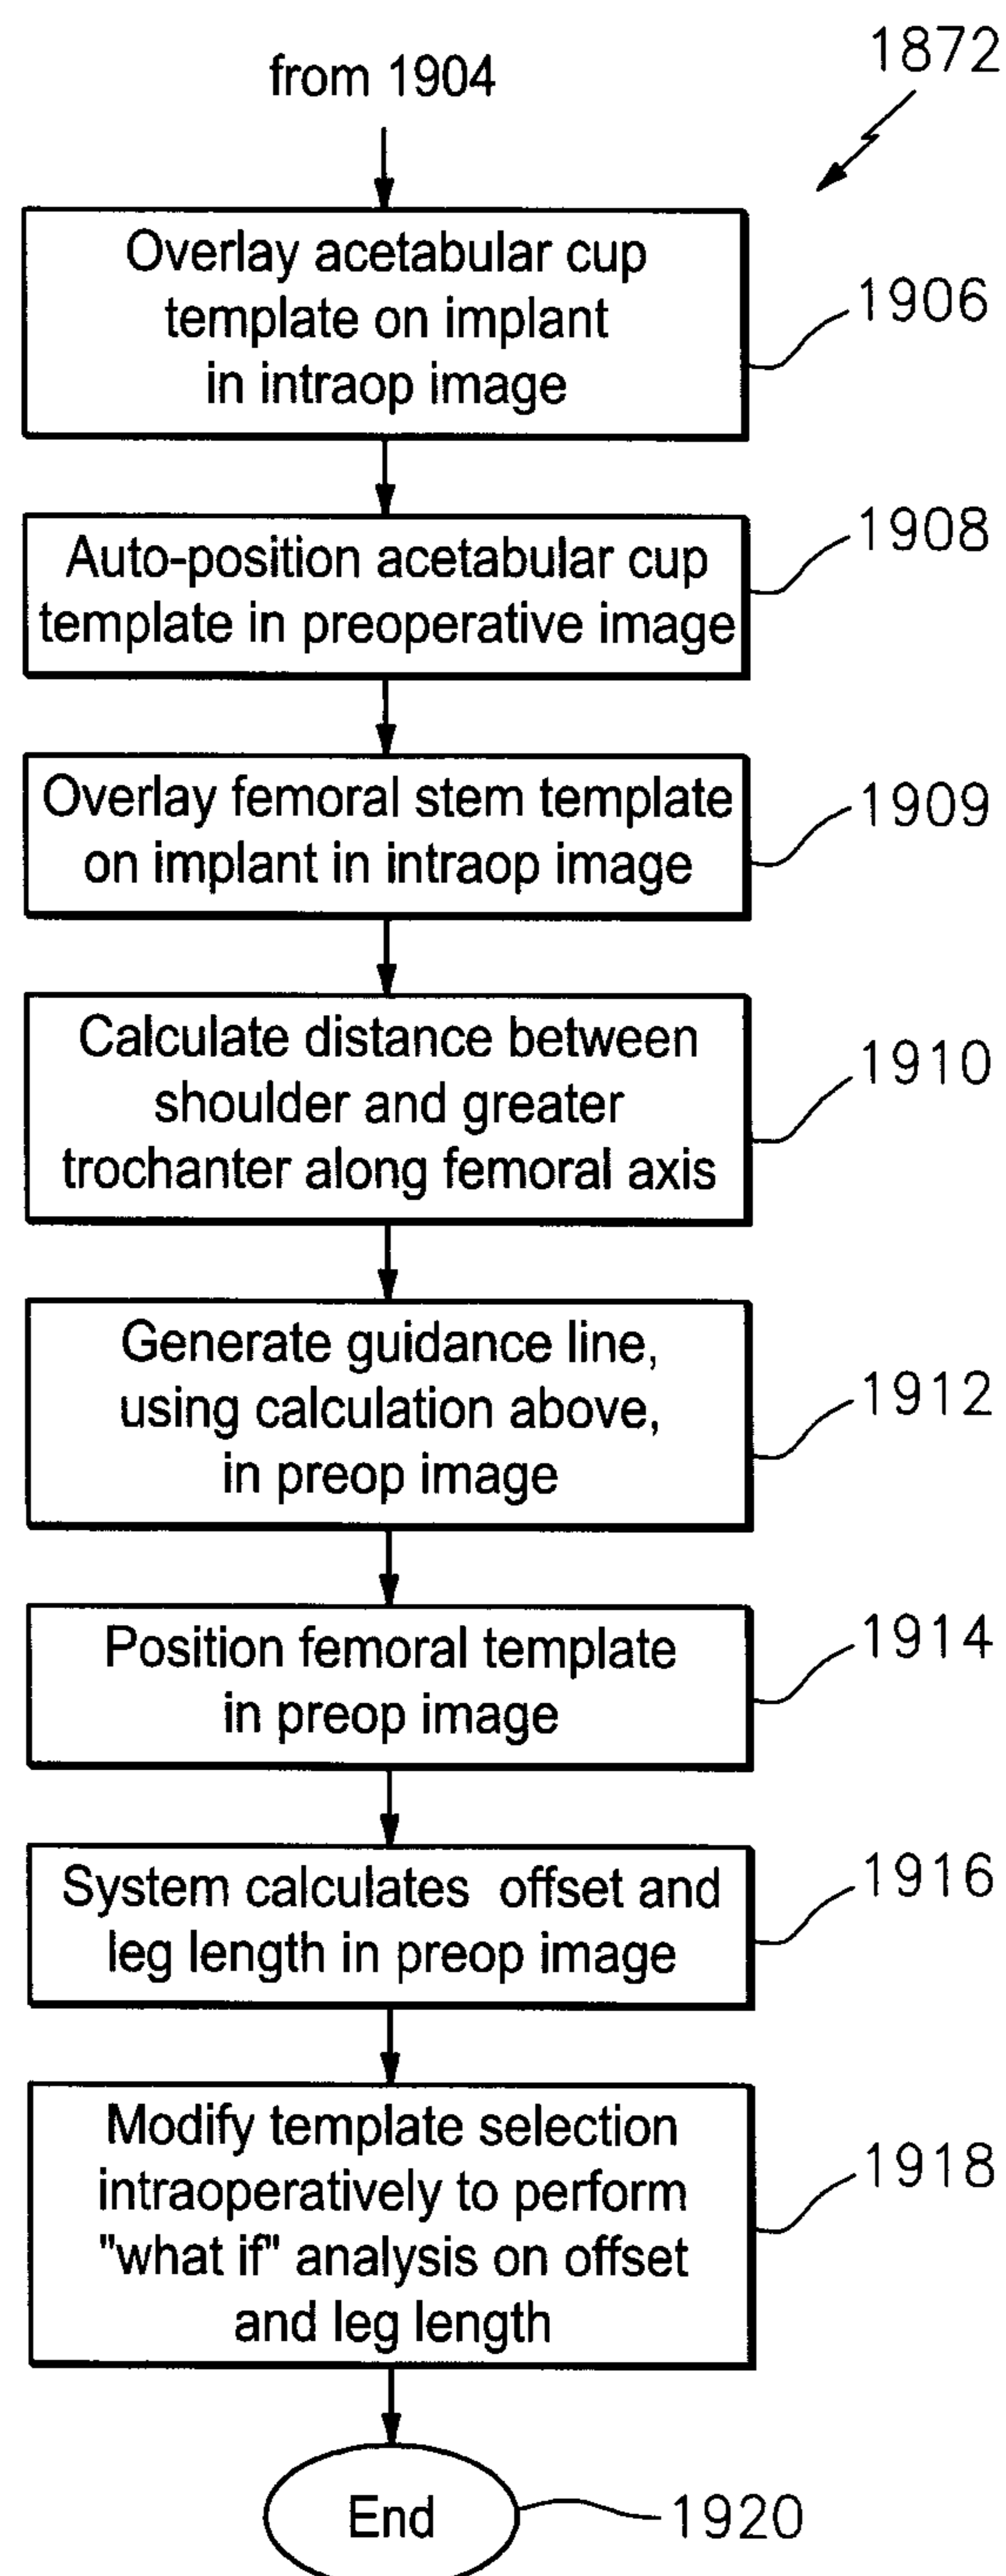 1872
from 1904
Overlay acetabular cup
template on implant
in intraop image
1906
Auto-position acetabular cup
template in preoperative image
1908
Overlay femoral stem template
on implant in intraop image
1909
Calculate distance between
shoulder and greater
trochanter along femoral axis
1910
Generate guidance line,
using calculation above,
in preop image
1912
Position femoral template
in preop image
1914
System calculates offset and
leg length in preop image
1916
Modify template selection
intraoperatively to perform
"what if" analysis on offset
and leg length
1918
End
1920